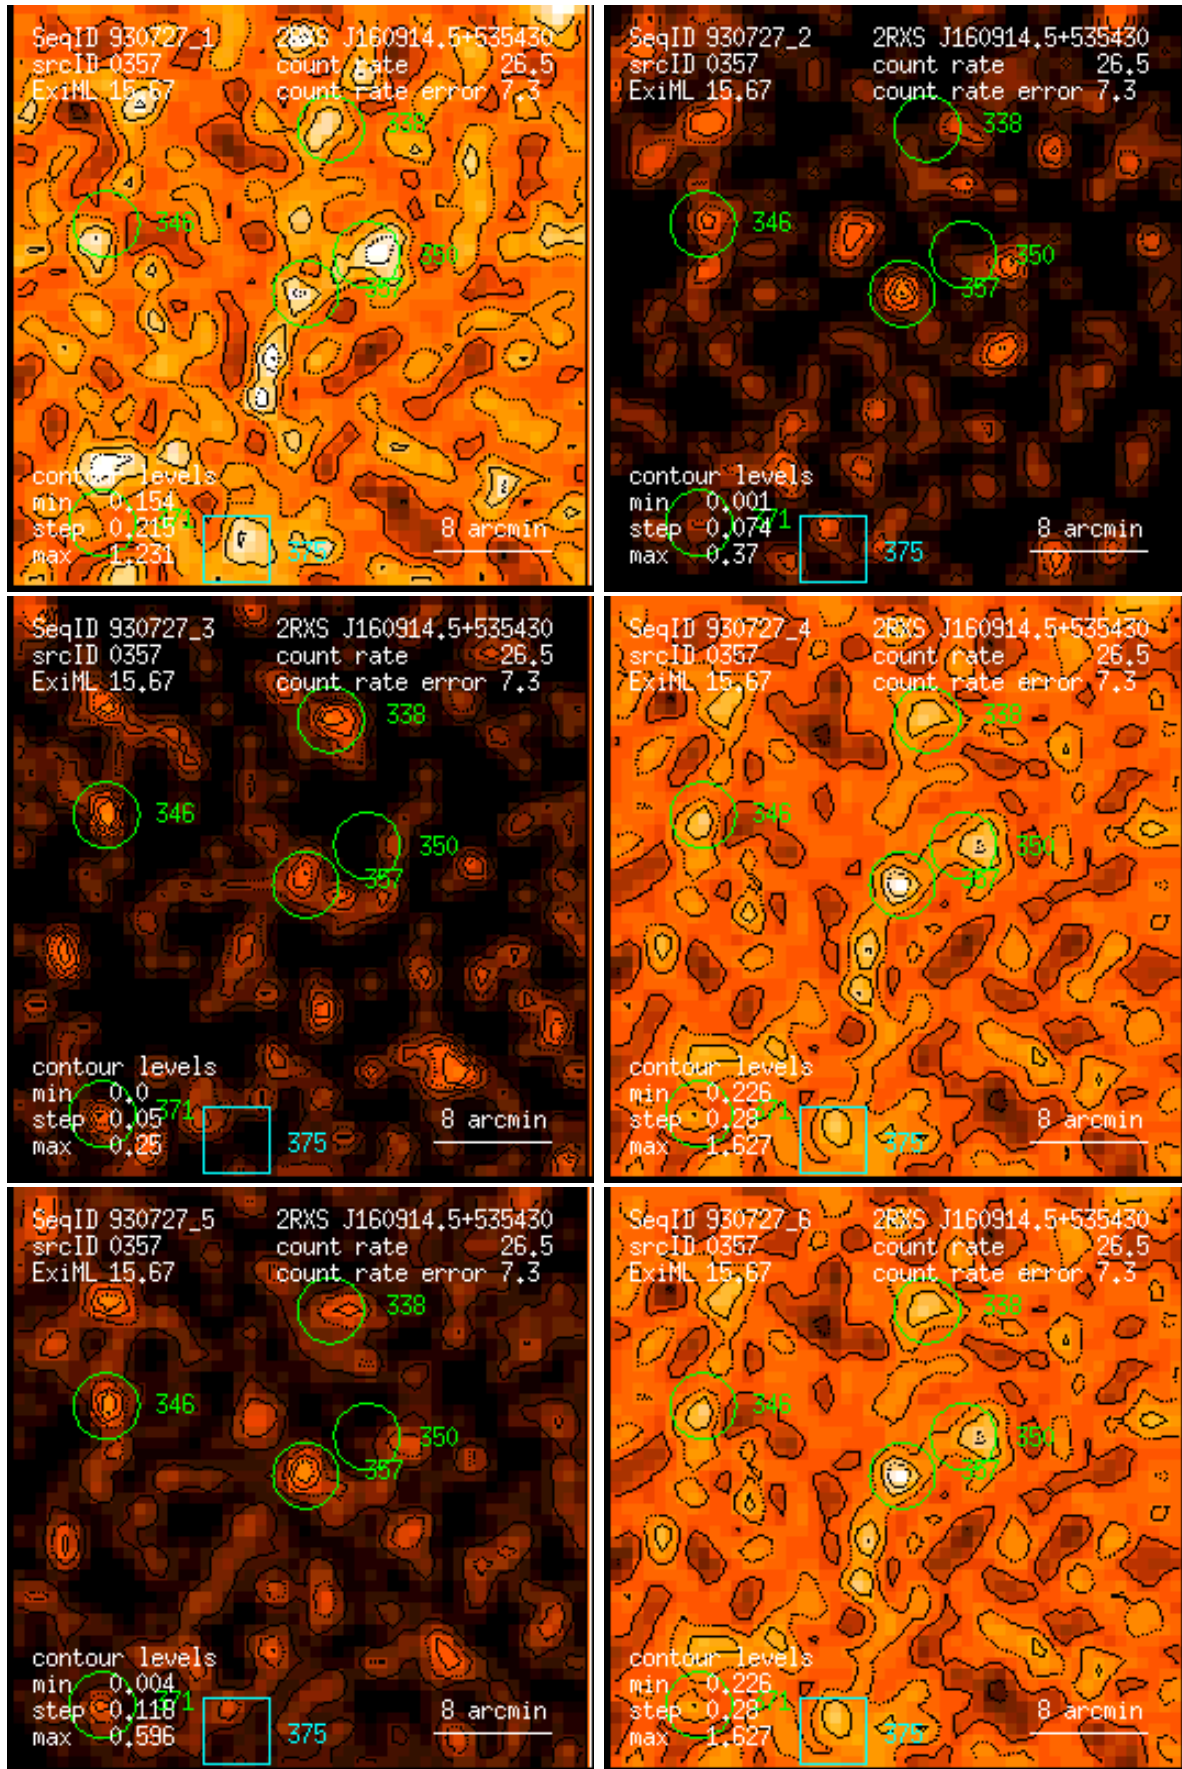 SeqID 930727_1 2RXS J160914.5+535430
srcID 0357 count rate 26.5
ExiML 15.67 count rate error 7.3
338
346
350
357
contour levels
min 0.154
step 0.215 371 8 arcmin
max 1.231 375
SeqID 930727_2 2RXS J160914.5+535430
srcID 0357 count rate 26.5
ExiML 15.67 count rate error 7.3
338
346
350
357
contour levels
min 0.001
step 0.074 371 8 arcmin
max 0.37 375
SeqID 930727_3 2RXS J160914.5+535430
srcID 0357 count rate 26.5
ExiML 15.67 count rate error 7.3
338
346
350
357
contour levels
min 0.0
step 0.05 371 8 arcmin
max 0.25 375
SeqID 930727_4 2RXS J160914.5+535430
srcID 0357 count rate 26.5
ExiML 15.67 count rate error 7.3
338
346
350
357
contour levels
min 0.226
step 0.28 371 8 arcmin
max 1.627 375
SeqID 930727_5 2RXS J160914.5+535430
srcID 0357 count rate 26.5
ExiML 15.67 count rate error 7.3
338
346
350
357
contour levels
min 0.004
step 0.118 371 8 arcmin
max 0.596 375
SeqID 930727_6 2RXS J160914.5+535430
srcID 0357 count rate 26.5
ExiML 15.67 count rate error 7.3
338
346
350
357
contour levels
min 0.226
step 0.28 371 8 arcmin
max 1.627 375